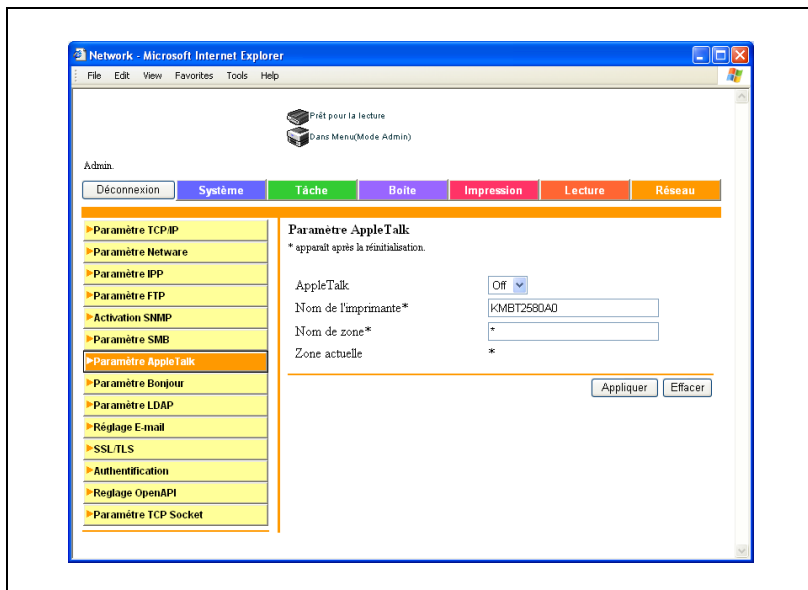 Network - Microsoft Internet Explorer
File Edit View Favorites Tools Help
Prêt pour la lecture
Dans Menu(Mode Admin)
Admin.
Déconnexion Système Tâche Boîte Impression Lecture Réseau
Paramètre TCP/IP
Paramètre Netware
Paramètre IPP
Paramètre FTP
Activation SNMP
Paramètre SMB
Paramètre AppleTalk
Paramètre Bonjour
Paramètre LDAP
Réglage E-mail
SSL/TLS
Authentification
Reglage OpenAPI
Paramétre TCP Socket
Paramètre AppleTalk
* apparaît après la réinitialisation.
AppleTalk Off
Nom de l'imprimante* KMBT2580A0
Nom de zone* *
Zone actuelle *
Appliquer Effacer